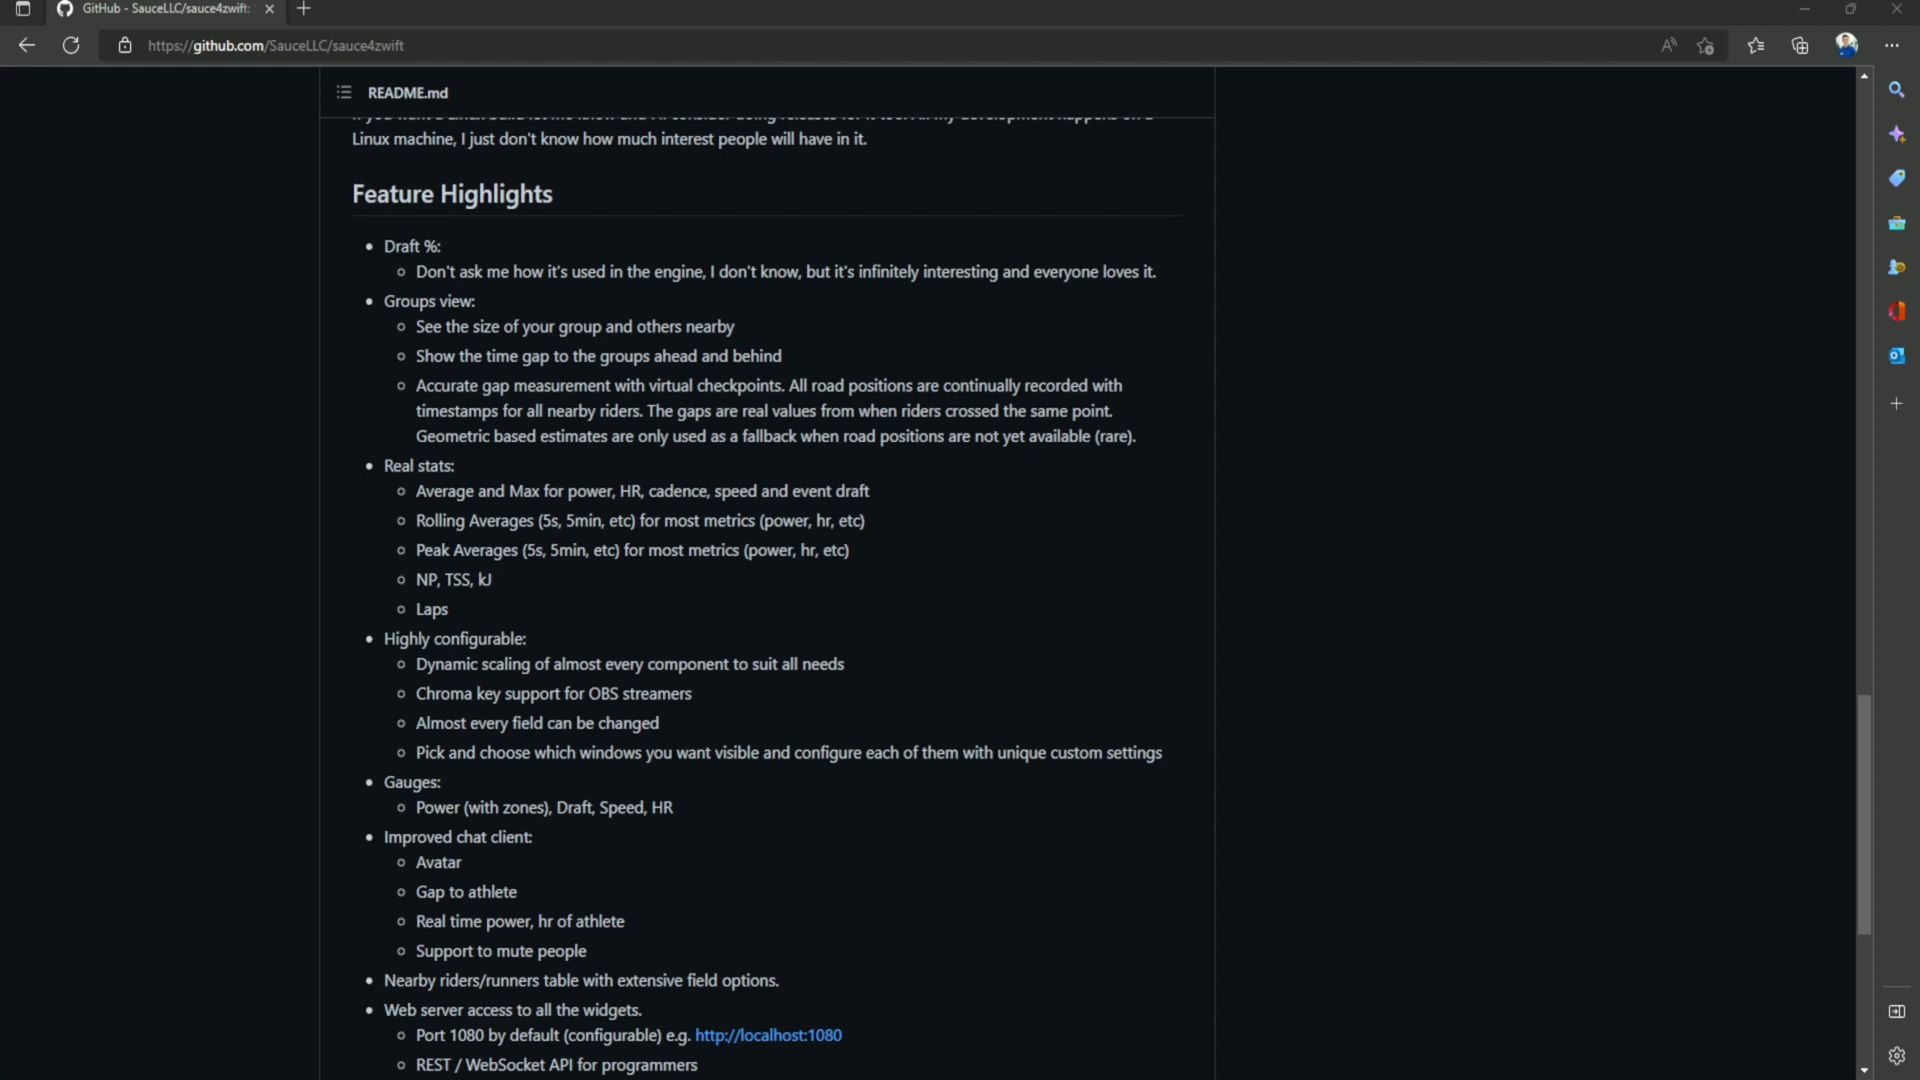 GitHub - SauceLLC/sauce4zwift:
https://github.com/SauceLLC/sauce4zwift
README.md
Linux machine, I just don't know how much interest people will have in it.
Feature Highlights
Draft %:
Don't ask me how it's used in the engine, I don't know, but it's infinitely interesting and everyone loves it.
Groups view:
See the size of your group and others nearby
Show the time gap to the groups ahead and behind
Accurate gap measurement with virtual checkpoints. All road positions are continually recorded with
timestamps for all nearby riders. The gaps are real values from when riders crossed the same point.
Geometric based estimates are only used as a fallback when road positions are not yet available (rare).
Real stats:
Average and Max for power, HR, cadence, speed and event draft
Rolling Averages (5s, 5min, etc) for most metrics (power, hr, etc)
Peak Averages (5s, 5min, etc) for most metrics (power, hr, etc)
NP, TSS, kJ
Laps
Highly configurable:
Dynamic scaling of almost every component to suit all needs
Chroma key support for OBS streamers
Almost every field can be changed
Pick and choose which windows you want visible and configure each of them with unique custom settings
Gauges:
Power (with zones), Draft, Speed, HR
Improved chat client:
Avatar
Gap to athlete
Real time power, hr of athlete
Support to mute people
Nearby riders/runners table with extensive field options.
Web server access to all the widgets.
Port 1080 by default (configurable) e.g. http://localhost:1080
REST / WebSocket API for programmers